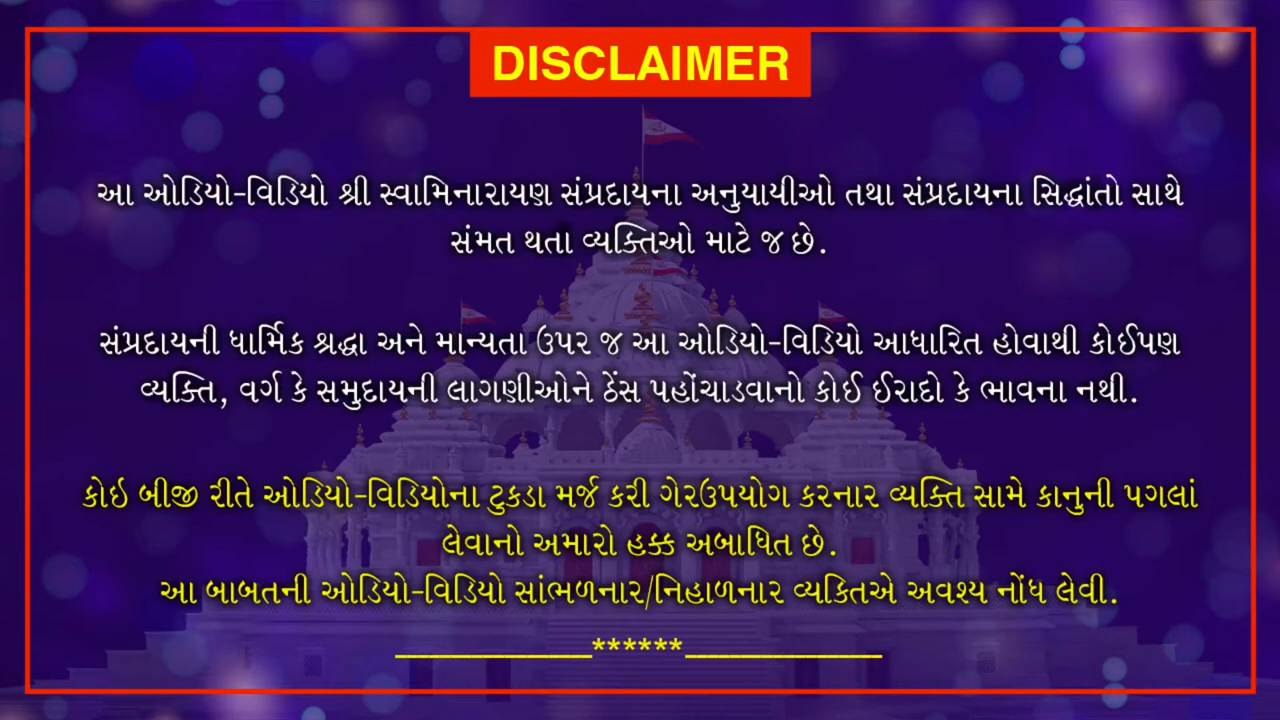 DISCLAIMER
આ ઓડિયો-વિડિયો શ્રી સ્વામિનારાયણ સંપ્રદાયના અનુયાયીઓ તથા સંપ્રદાયના સિદ્ધાંતો સાથે
સંમત થતા વ્યક્તિઓ માટે જ છે.
સંપ્રદાયની ધાર્મિક શ્રદ્ધા અને માન્યતા ઉપર જ આ ઓડિયો-વિડિયો આધારિત હોવાથી કોઈપણ
વ્યક્તિ, વર્ગ કે સમુદાયની લાગણીઓને ઠેંસ પહોંચાડવાનો કોઈ ઈરાદો કે ભાવના નથી.
કોઇ બીજી રીતે ઓડિયો-વિડિયોના ટુકડા મર્જ કરી ગેરઉપયોગ કરનાર વ્યક્તિ સામે કાનુની પગલાં
લેવાનો અમારો હક્ક અબાધિત છે.
આ બાબતની ઓડિયો-વિડિયો સાંભળનાર/નિહાળનાર વ્યકિતએ અવશ્ય નોંધ લેવી.
______________******______________